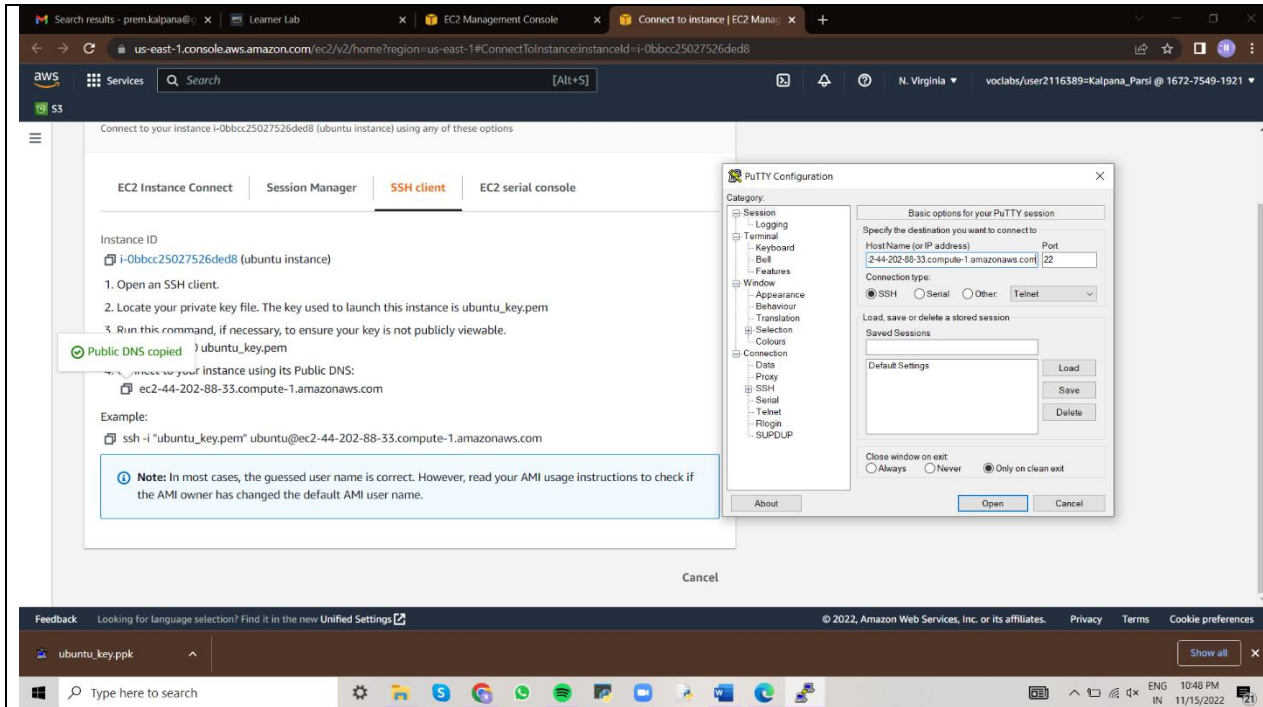 Search results - prem.kalpana@g
Learner Lab
EC2 Management Console
Connect to instance | EC2 Manag
us-east-1.console.aws.amazon.com/ec2/v2/home?region=us-east-1#ConnectToInstance:instanceId=i-0bbcc25027526ded8
aws
Services
Search
[Alt+S]
N. Virginia
voclabs/user2116389=Kalpana_Parsi @ 1672-7549-1921
S3
Connect to your instance i-0bbcc25027526ded8 (ubuntu instance) using any of these options
EC2 Instance Connect
Session Manager
SSH client
EC2 serial console
Instance ID
i-0bbcc25027526ded8 (ubuntu instance)
1. Open an SSH client.
2. Locate your private key file. The key used to launch this instance is ubuntu_key.pem
3. Run this command, if necessary, to ensure your key is not publicly viewable.
ubuntu_key.pem
Public DNS copied
to your instance using its Public DNS:
ec2-44-202-88-33.compute-1.amazonaws.com
Example:
ssh -i "ubuntu_key.pem" ubuntu@ec2-44-202-88-33.compute-1.amazonaws.com
Note: In most cases, the guessed user name is correct. However, read your AMI usage instructions to check if
the AMI owner has changed the default AMI user name.
Cancel
PuTTY Configuration
Category:
Session
Logging
Terminal
Keyboard
Bell
Features
Window
Appearance
Behaviour
Translation
Selection
Colours
Connection
Data
Proxy
SSH
Serial
Telnet
Rlogin
SUPDUP
Basic options for your PuTTY session
Specify the destination you want to connect to
Host Name (or IP address)
Port
2-44-202-88-33.compute-1.amazonaws.com
22
Connection type:
SSH
Serial
Other:
Telnet
Load, save or delete a stored session
Saved Sessions
Default Settings
Load
Save
Delete
Close window on exit:
Always
Never
Only on clean exit
About
Open
Cancel
Feedback
Looking for language selection? Find it in the new Unified Settings
© 2022, Amazon Web Services, Inc. or its affiliates.
Privacy
Terms
Cookie preferences
ubuntu_key.ppk
Show all
Type here to search
ENG
IN
10:48 PM
11/15/2022
21